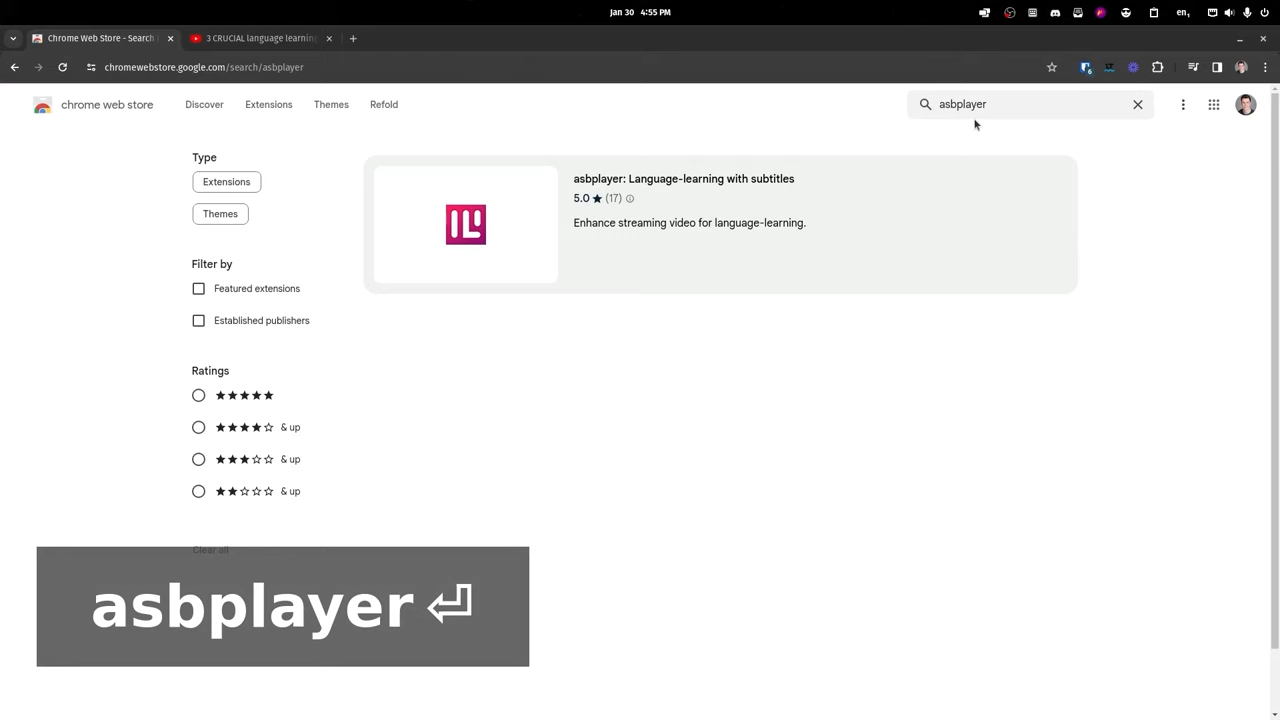 Jan 30 4:55 PM
en
Chrome Web Store - Search
3 CRUCIAL language learning
chromewebstore.google.com/search/asbplayer
chrome web store
Discover
Extensions
Themes
Refold
asbplayer
Type
Extensions
Themes
Filter by
Featured extensions
Established publishers
Ratings
& up
& up
& up
Clear all
asbplayer: Language-learning with subtitles
5.0 ★ (17)
Enhance streaming video for language-learning.
asbplayer ⏎